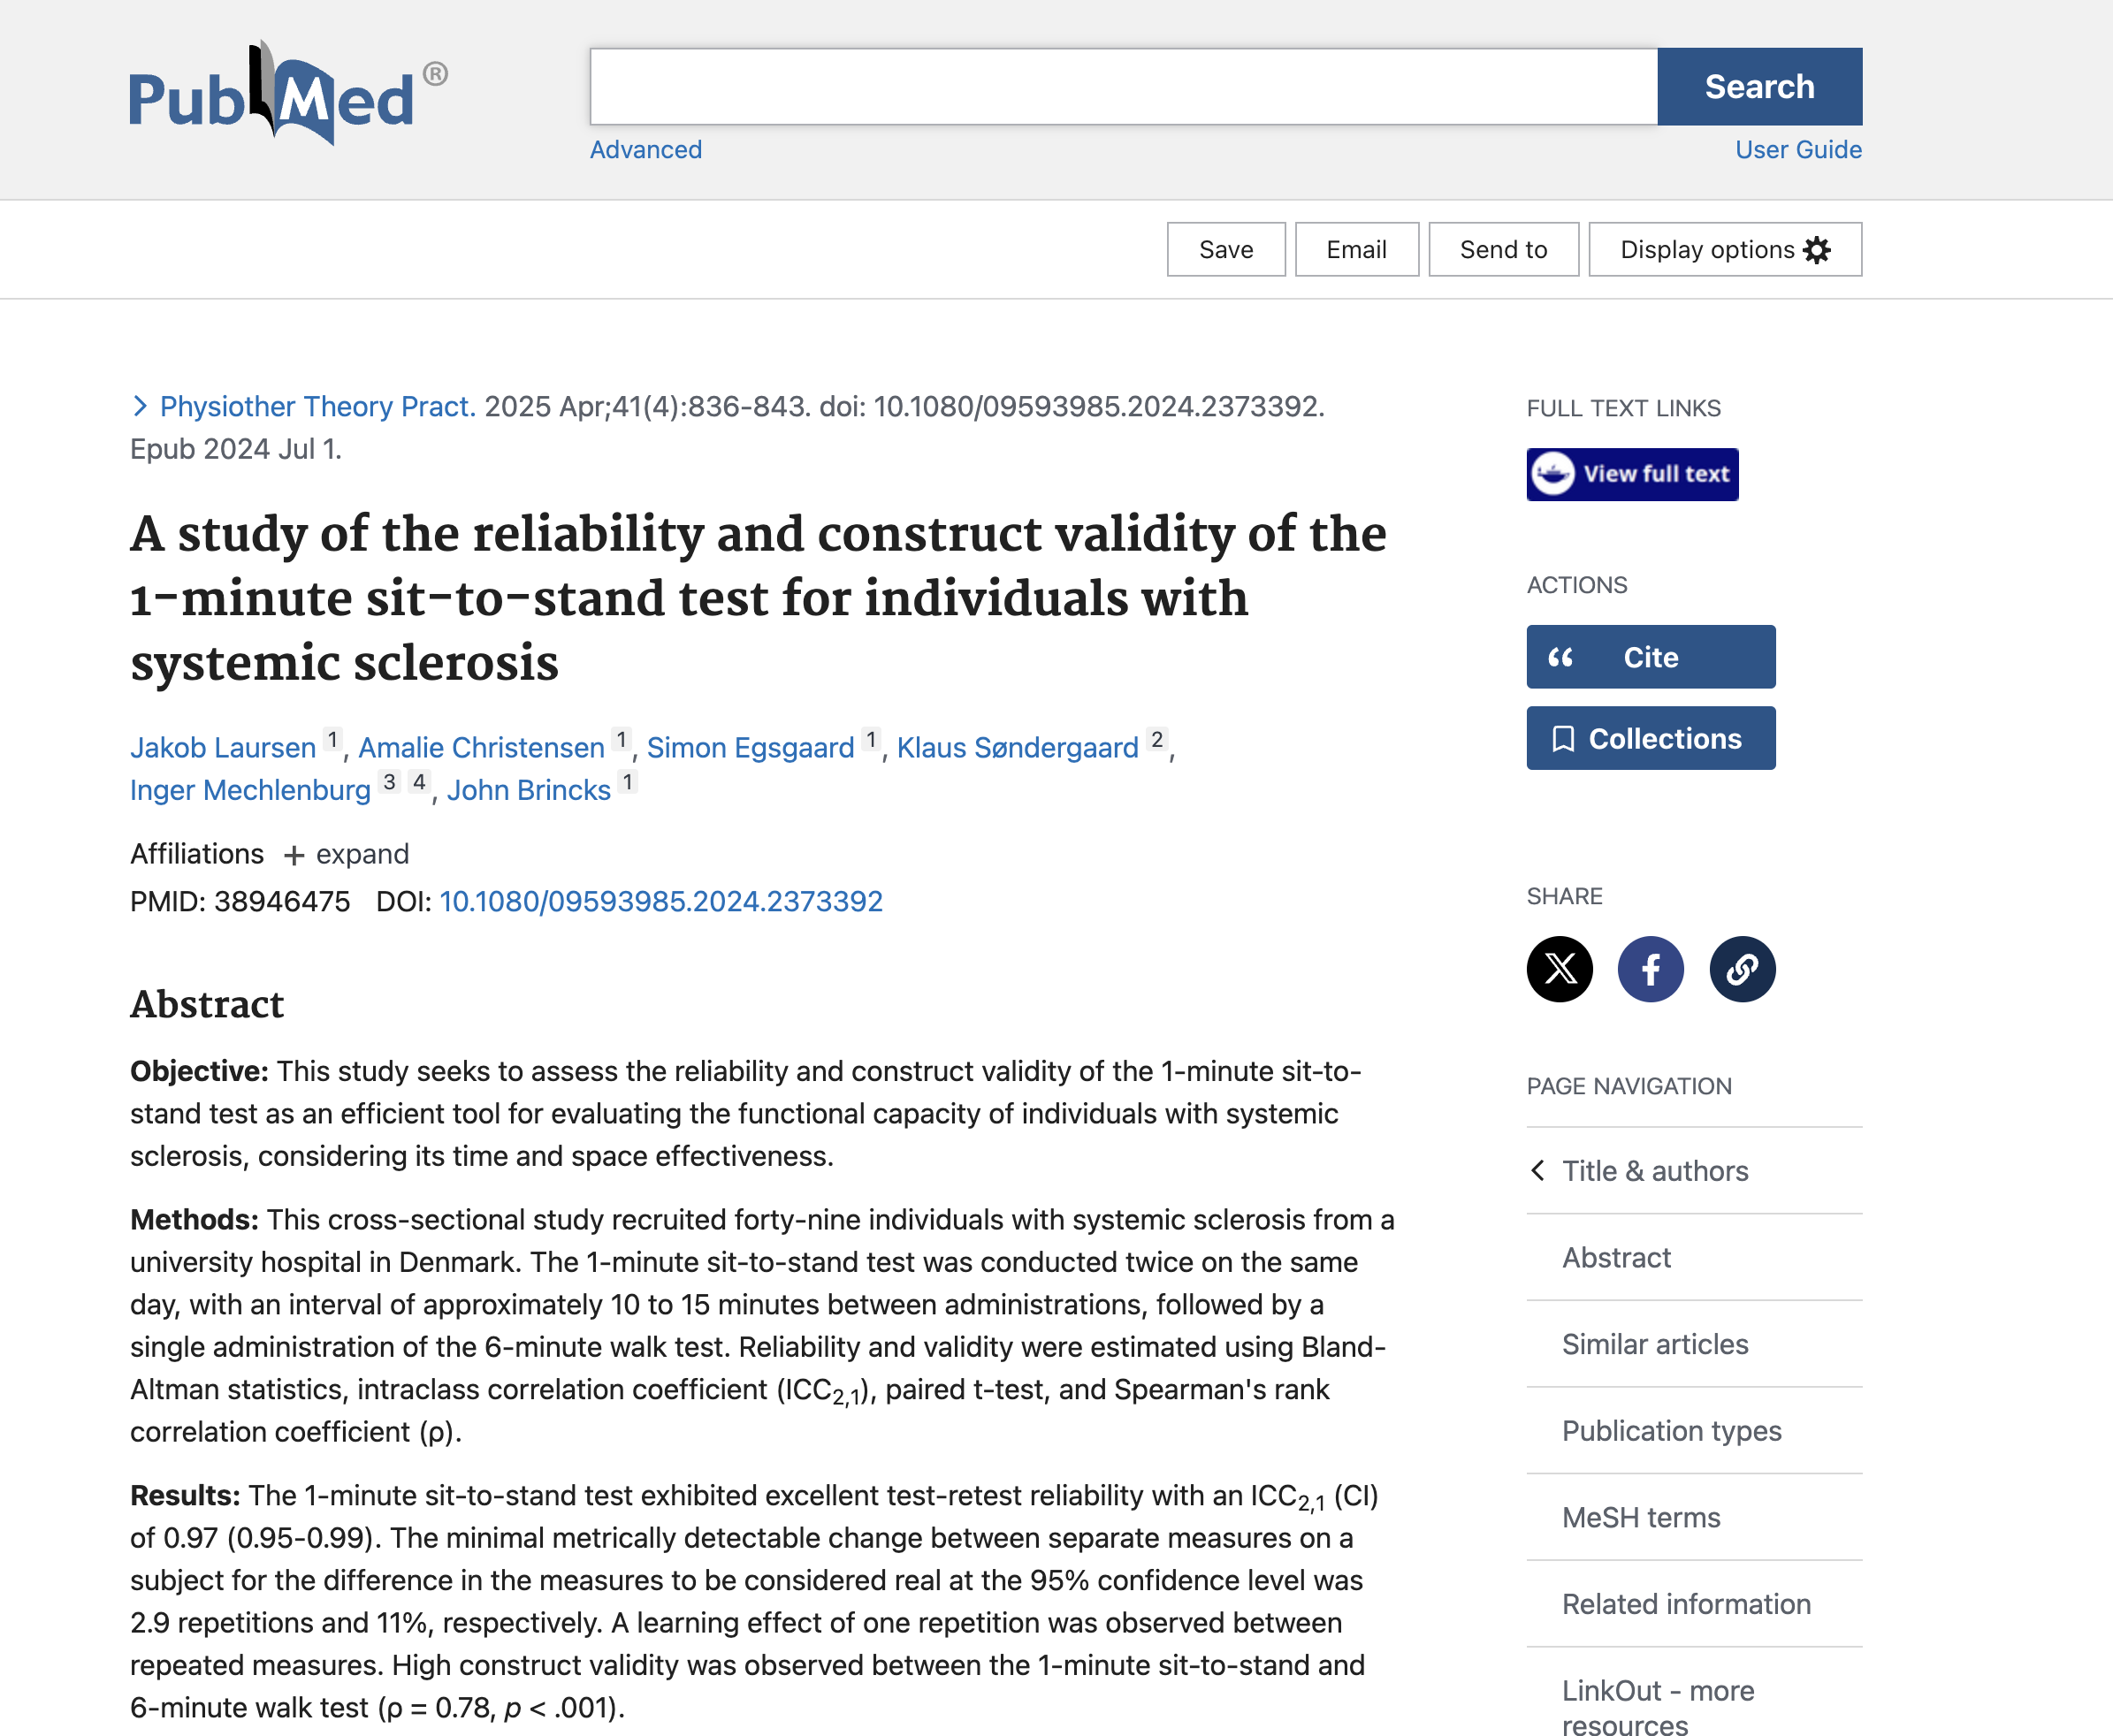 PubMed®
Search
Advanced
User Guide
Save
Email
Send to
Display options
Physiother Theory Pract. 2025 Apr;41(4):836-843. doi: 10.1080/09593985.2024.2373392.
Epub 2024 Jul 1.
A study of the reliability and construct validity of the
1-minute sit-to-stand test for individuals with
systemic sclerosis
Jakob Laursen 1, Amalie Christensen 1, Simon Egsgaard 1, Klaus Søndergaard 2,
Inger Mechlenburg 3 4, John Brincks 1
Affiliations + expand
PMID: 38946475 DOI: 10.1080/09593985.2024.2373392
Abstract
Objective: This study seeks to assess the reliability and construct validity of the 1-minute sit-to-
stand test as an efficient tool for evaluating the functional capacity of individuals with systemic
sclerosis, considering its time and space effectiveness.
Methods: This cross-sectional study recruited forty-nine individuals with systemic sclerosis from a
university hospital in Denmark. The 1-minute sit-to-stand test was conducted twice on the same
day, with an interval of approximately 10 to 15 minutes between administrations, followed by a
single administration of the 6-minute walk test. Reliability and validity were estimated using Bland-
Altman statistics, intraclass correlation coefficient (ICC2,1), paired t-test, and Spearman's rank
correlation coefficient (ρ).
Results: The 1-minute sit-to-stand test exhibited excellent test-retest reliability with an ICC2,1 (CI)
of 0.97 (0.95-0.99). The minimal metrically detectable change between separate measures on a
subject for the difference in the measures to be considered real at the 95% confidence level was
2.9 repetitions and 11%, respectively. A learning effect of one repetition was observed between
repeated measures. High construct validity was observed between the 1-minute sit-to-stand and
6-minute walk test (ρ = 0.78, p < .001).
FULL TEXT LINKS
View full text
ACTIONS
Cite
Collections
SHARE
PAGE NAVIGATION
Title & authors
Abstract
Similar articles
Publication types
MeSH terms
Related information
LinkOut - more
resources